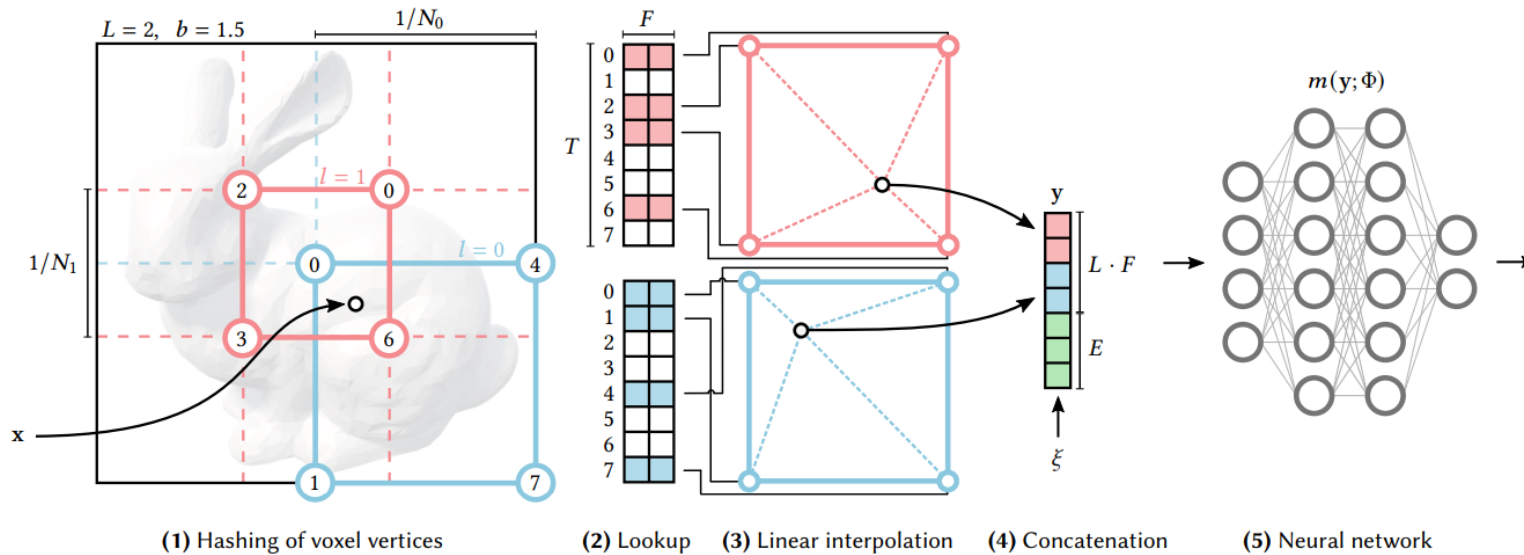 L = 2, b = 1.5
1/N₀
l = 1
2
0
1/N₁
l = 0
0
4
3
6
x
1
7
(1) Hashing of voxel vertices
F
T
0
1
2
3
4
5
6
7
0
1
2
3
4
5
6
7
(2) Lookup
(3) Linear interpolation
y
L · F
E
ξ
(4) Concatenation
m(y; Φ)
(5) Neural network